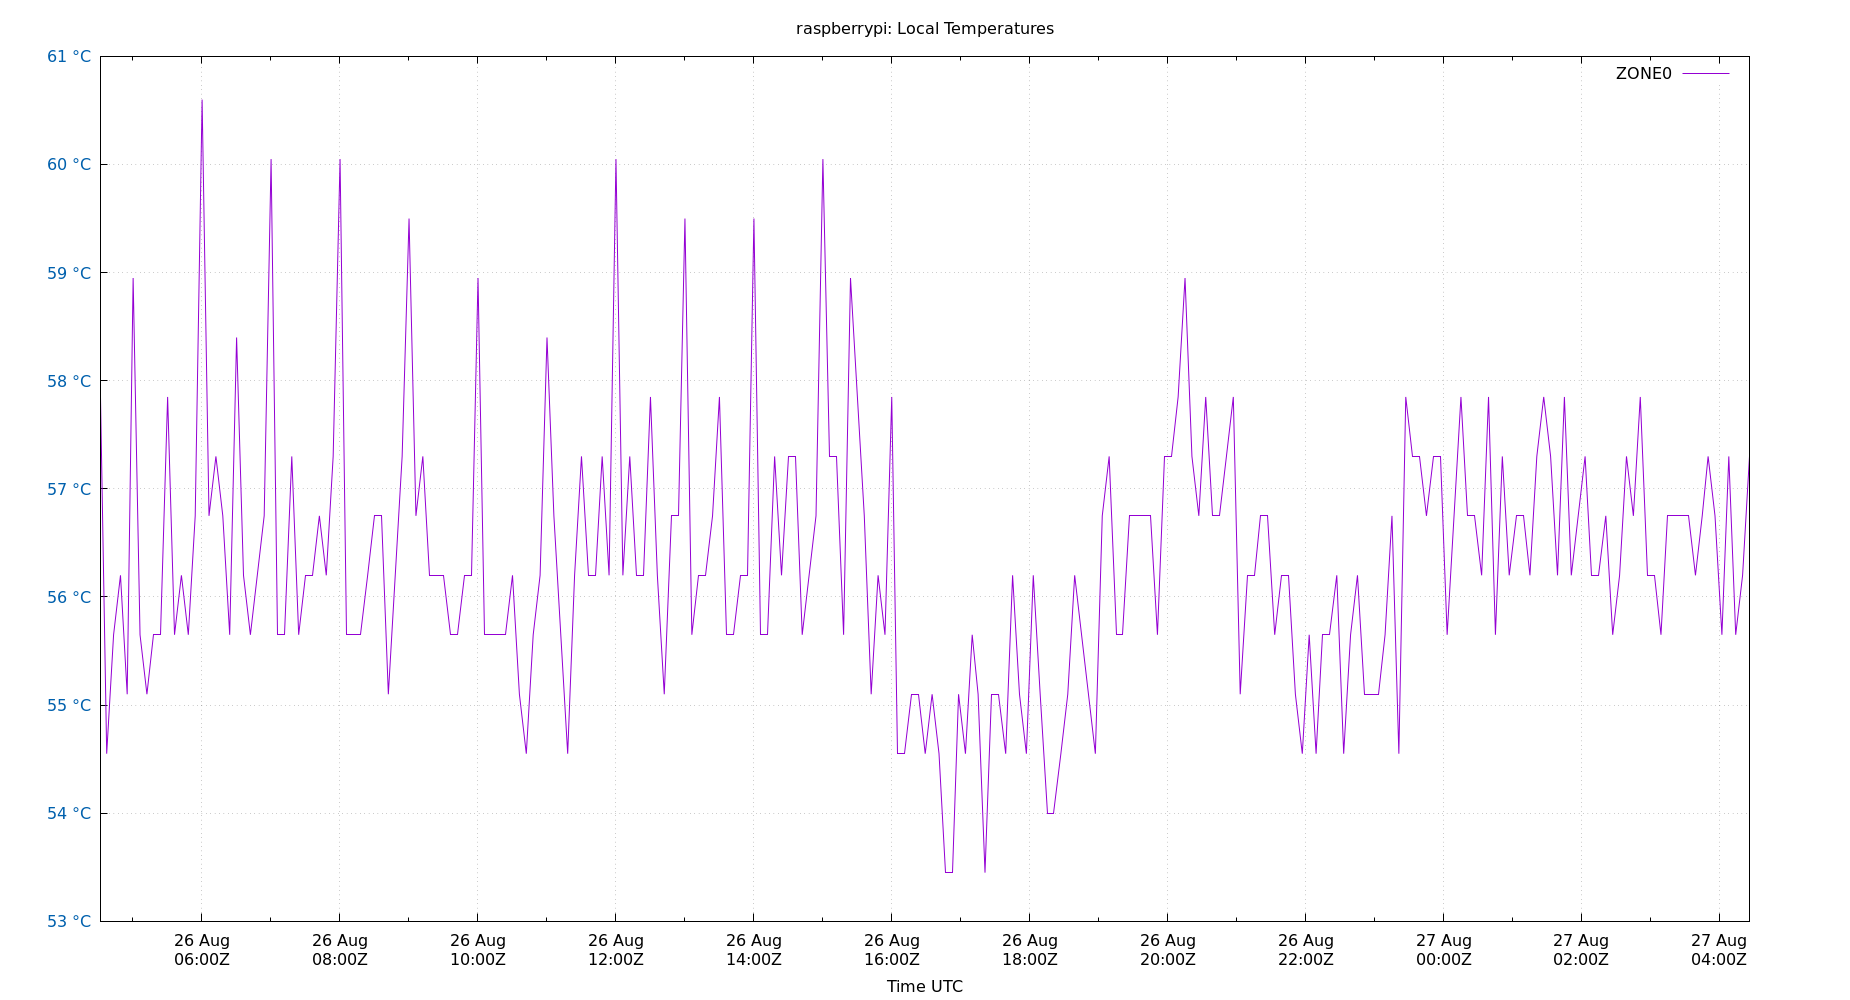 raspberrypi: Local Temperatures
61 °C
ZONE0
60 °C
59 °C
58 °C
57 °C
56 °C
55 °C
54 °C
53 °C
26 Aug 26 Aug 26 Aug 26 Aug 26 Aug 26 Aug 26 Aug 26 Aug 26 Aug 27 Aug 27 Aug 27 Aug
06:00Z 08:00Z 10:00Z 12:00Z 14:00Z 16:00Z 18:00Z 20:00Z 22:00Z 00:00Z 02:00Z 04:00Z
Time UTC